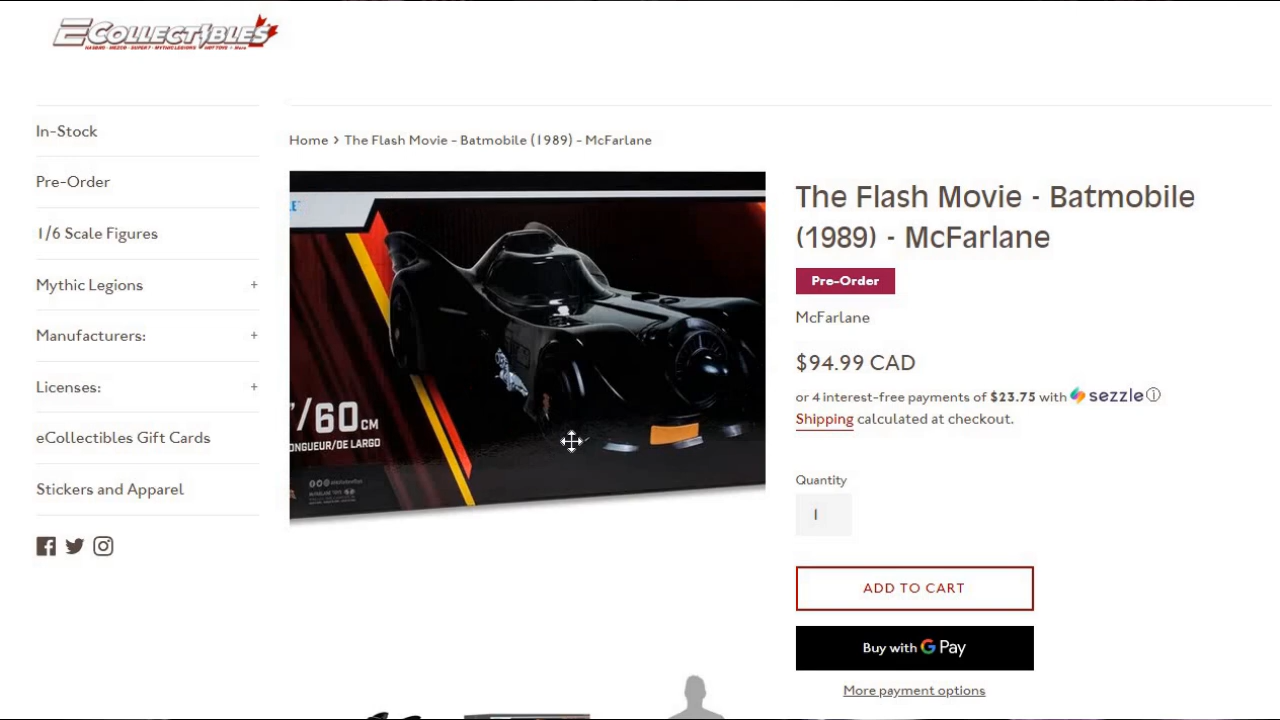 ECOLLECTIBLES
In-Stock
Pre-Order
1/6 Scale Figures
Mythic Legions +
Manufacturers: +
Licenses: +
eCollectibles Gift Cards
Stickers and Apparel
Home › The Flash Movie - Batmobile (1989) - McFarlane
/60 CM
ONGUEUR/DE LARGO
The Flash Movie - Batmobile
(1989) - McFarlane
Pre-Order
McFarlane
$94.99 CAD
or 4 interest-free payments of $23.75 with sezzle ⓘ
Shipping calculated at checkout.
Quantity
1
ADD TO CART
Buy with G Pay
More payment options